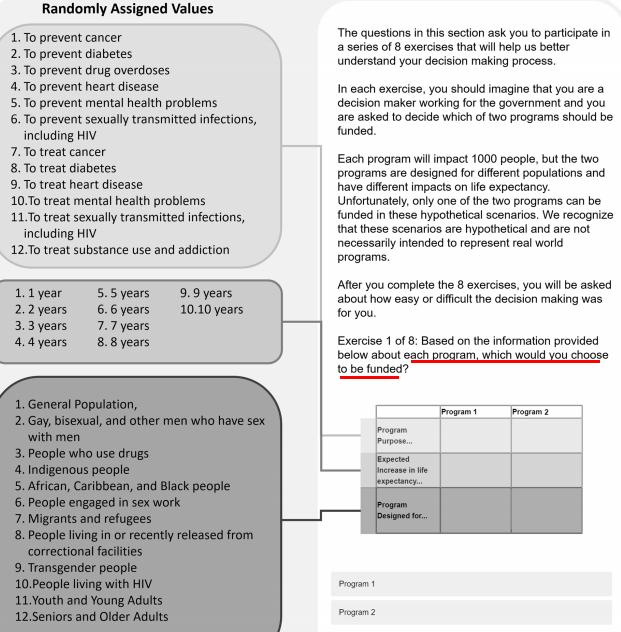 Randomly Assigned Values
1. To prevent cancer
2. To prevent diabetes
3. To prevent drug overdoses
4. To prevent heart disease
5. To prevent mental health problems
6. To prevent sexually transmitted infections,
including HIV
7. To treat cancer
8. To treat diabetes
9. To treat heart disease
10.To treat mental health problems
11.To treat sexually transmitted infections,
including HIV
12.To treat substance use and addiction
1. 1 year 5. 5 years 9. 9 years
2. 2 years 6. 6 years 10.10 years
3. 3 years 7. 7 years
4. 4 years 8. 8 years
1. General Population,
2. Gay, bisexual, and other men who have sex
with men
3. People who use drugs
4. Indigenous people
5. African, Caribbean, and Black people
6. People engaged in sex work
7. Migrants and refugees
8. People living in or recently released from
correctional facilities
9. Transgender people
10.People living with HIV
11.Youth and Young Adults
12.Seniors and Older Adults
The questions in this section ask you to participate in
a series of 8 exercises that will help us better
understand your decision making process.
In each exercise, you should imagine that you are a
decision maker working for the government and you
are asked to decide which of two programs should be
funded.
Each program will impact 1000 people, but the two
programs are designed for different populations and
have different impacts on life expectancy.
Unfortunately, only one of the two programs can be
funded in these hypothetical scenarios. We recognize
that these scenarios are hypothetical and are not
necessarily intended to represent real world
programs.
After you complete the 8 exercises, you will be asked
about how easy or difficult the decision making was
for you.
Exercise 1 of 8: Based on the information provided
below about each program, which would you choose
to be funded?
Program 1 Program 2
Program
Purpose...
Expected
Increase in life
expectancy...
Program
Designed for...
Program 1
Program 2